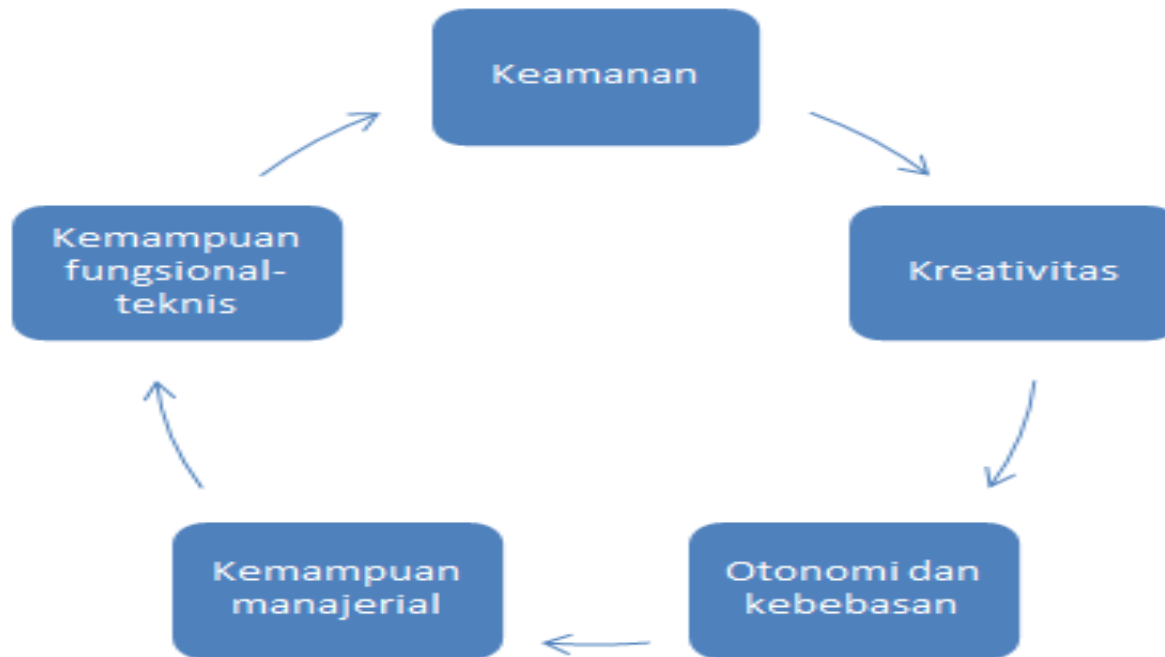 Keamanan
Kreativitas
Otonomi dan
kebebasan
Kemampuan
manajerial
Kemampuan
fungsional-
teknis